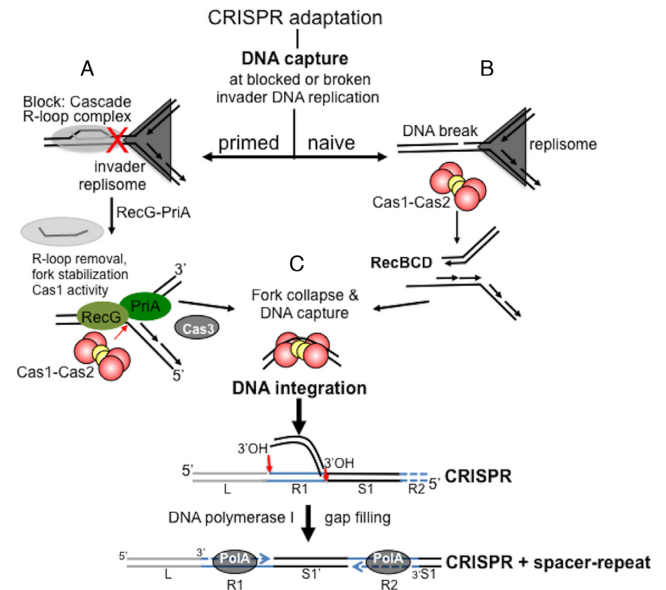 CRISPR adaptation
A
DNA capture
at blocked or broken
invader DNA replication
B
Block: Cascade
R-loop complex
primed
naive
DNA break
replisome
invader
replisome
Cas1-Cas2
RecG-PriA
R-loop removal,
fork stabilization
Cas1 activity
3'
RecBCD
C
Fork collapse &
DNA capture
PriA
RecG
Cas3
Cas1-Cas2
5'
DNA integration
3'OH
3'OH
5'
CRISPR
5'
L
R1
S1
R2
DNA polymerase I
gap filling
5'
3'
PolA
PolA
CRISPR + spacer-repeat
L
R1
S1'
R2
3'
S1